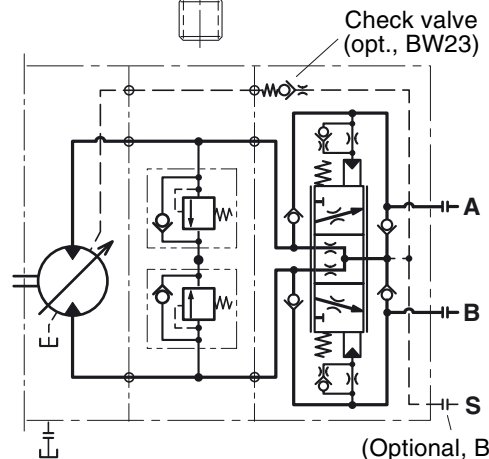 Check valve
(opt., BW23)
A
B
S
(Optional, B